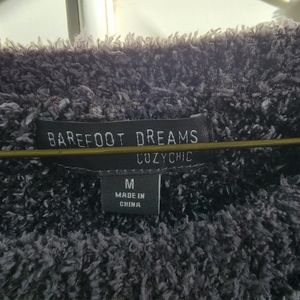 BAREFOOT DREAMS
COZYCHIC
M
MADE IN
CHINA